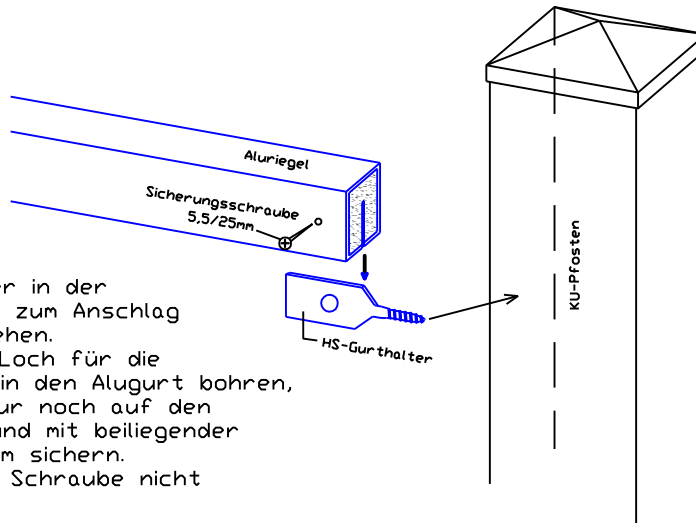 Aluriegel
Sicherungsschraube
5,5/25mm
KU-Pfosten
HS-Gurthalter
er in der
zum Anschlag
ehen.
Loch für die
in den Alugurt bohren,
ur noch auf den
und mit beiliegender
m sichern.
Schraube nicht